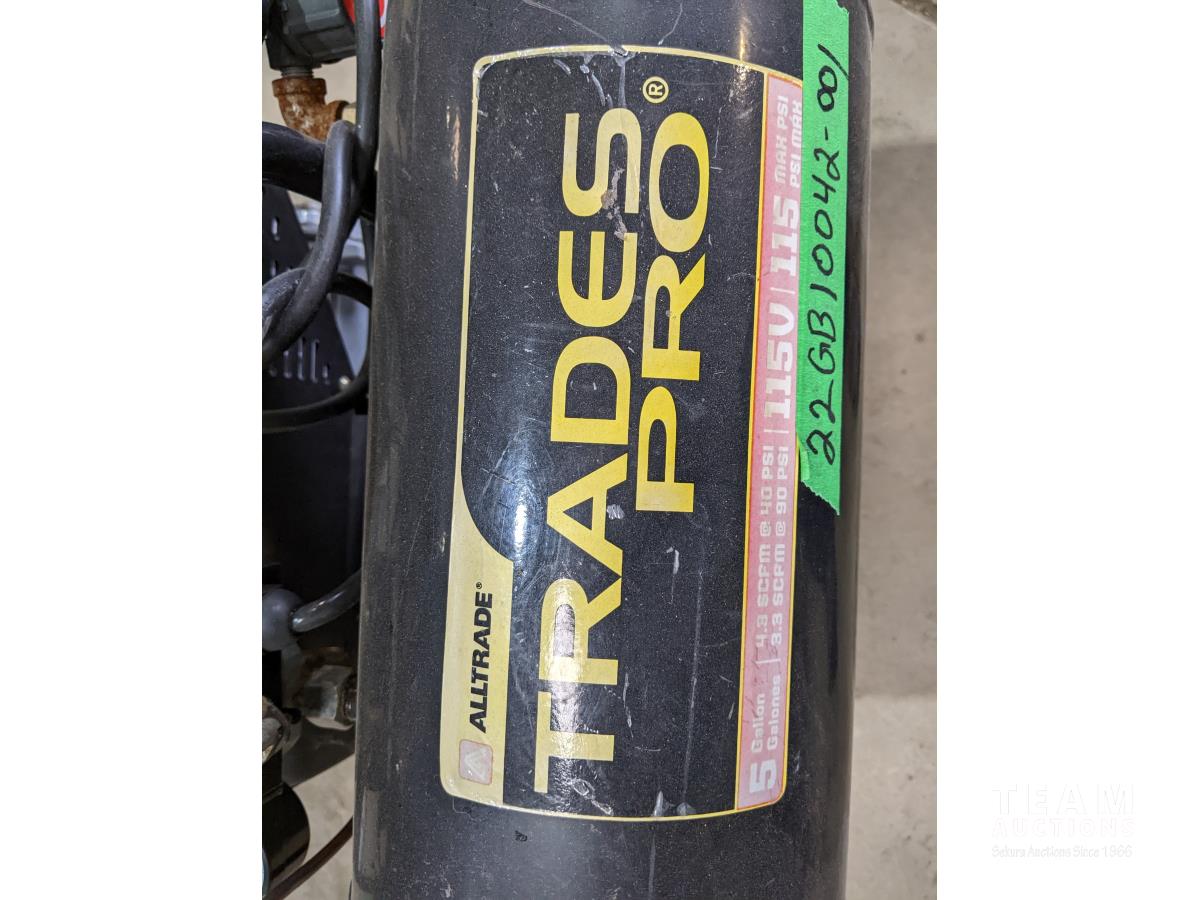 ALLTRADE®
TRADES
PRO®
5 Gallon
Galones
4.3 SCFM @ 40 PSI
3.3 SCFM @ 90 PSI
115V
115 MAX PSI
PSI MÁX
22GB10042-001
TEAM
AUCTIONS
Sekura Auctions Since 1966